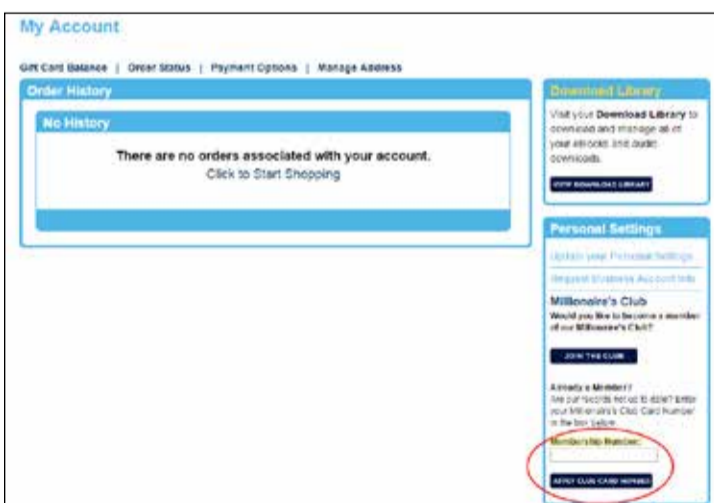 My Account
Gift Card Balance | Order Status | Payment Options | Manage Address
Order History
No History
There are no orders associated with your account.
Click to Start Shopping
Download Library
Visit your Download Library to
download and manage all of
your eBooks and audio
downloads.
VIEW DOWNLOAD LIBRARY
Personal Settings
Update your Personal Settings
Request Business Account Info
Millionaire's Club
Would you like to become a member
of our Millionaire's Club?
JOIN THE CLUB
Already a Member?
Are our records not up to date? Enter
your Millionaire's Club Card Number
in the box below.
Membership Number:
APPLY CLUB CARD NUMBER